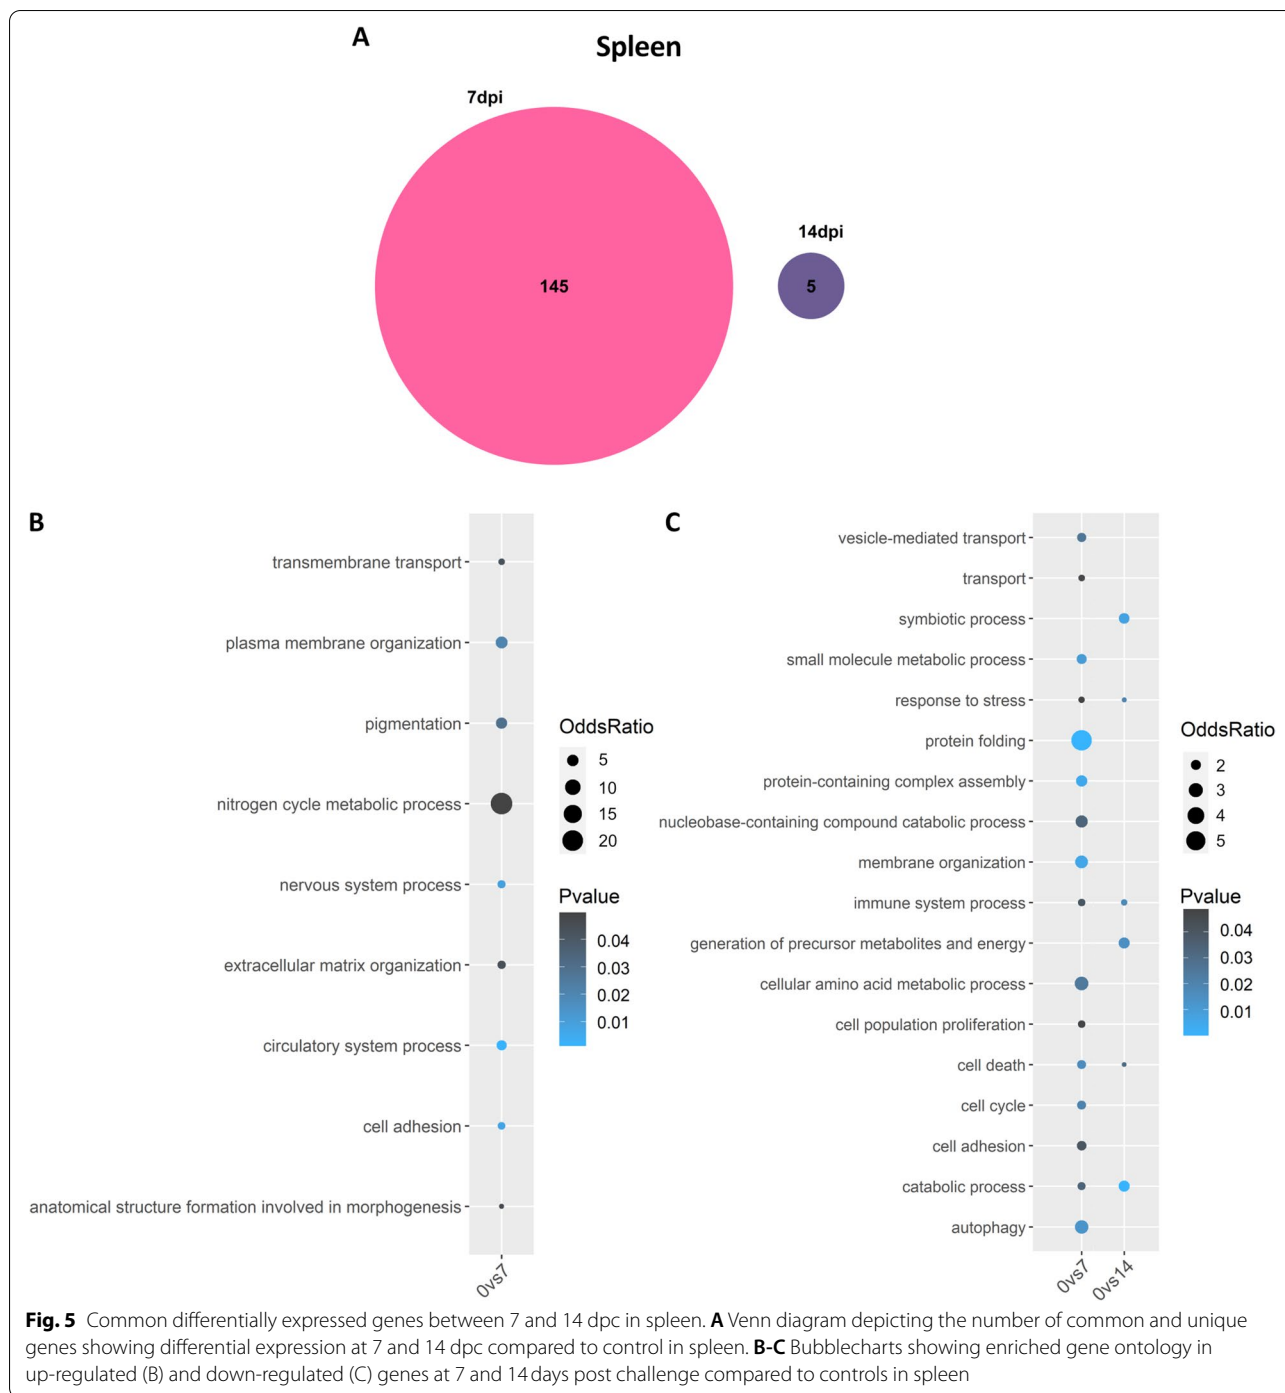 A
Spleen
7dpi
145
14dpi
5
B
transmembrane transport
plasma membrane organization
pigmentation
nitrogen cycle metabolic process
nervous system process
extracellular matrix organization
circulatory system process
cell adhesion
anatomical structure formation involved in morphogenesis
0vs7
OddsRatio
5
10
15
20
Pvalue
0.04
0.03
0.02
0.01
C
vesicle-mediated transport
transport
symbiotic process
small molecule metabolic process
response to stress
protein folding
protein-containing complex assembly
nucleobase-containing compound catabolic process
membrane organization
immune system process
generation of precursor metabolites and energy
cellular amino acid metabolic process
cell population proliferation
cell death
cell cycle
cell adhesion
catabolic process
autophagy
0vs7
0vs14
OddsRatio
2
3
4
5
Pvalue
0.04
0.03
0.02
0.01
Fig. 5 Common differentially expressed genes between 7 and 14 dpc in spleen. A Venn diagram depicting the number of common and unique
genes showing differential expression at 7 and 14 dpc compared to control in spleen. B-C Bubblecharts showing enriched gene ontology in
up-regulated (B) and down-regulated (C) genes at 7 and 14 days post challenge compared to controls in spleen